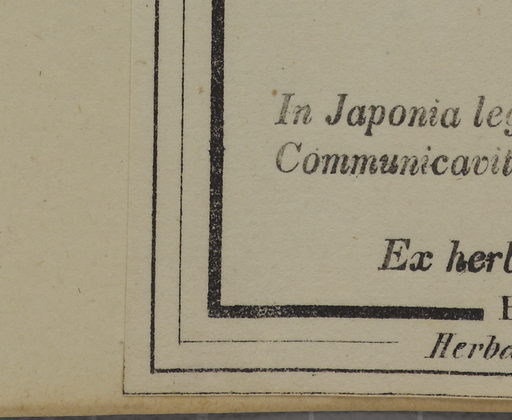 In Japonia leg
Communicavit
Ex herb
Herba